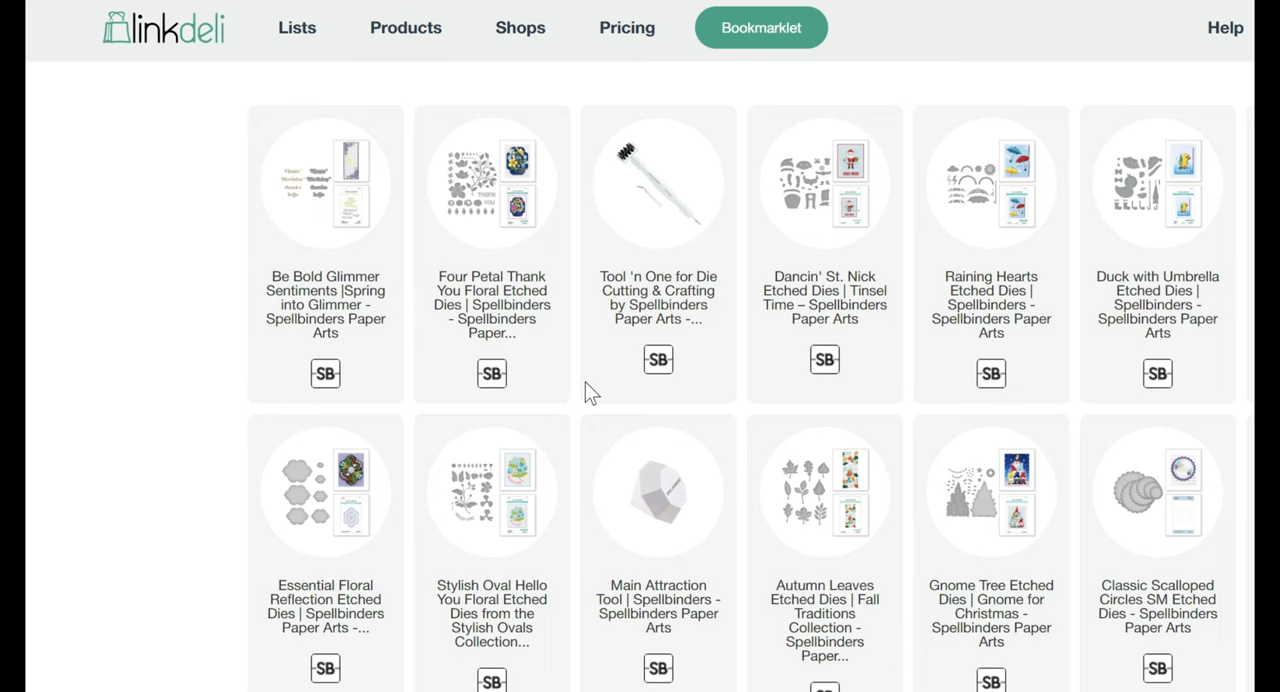 linkdeli
Lists
Products
Shops
Pricing
Bookmarklet
Help
Be Bold Glimmer
Sentiments |Spring
into Glimmer -
Spellbinders Paper
Arts
SB
Four Petal Thank
You Floral Etched
Dies | Spellbinders
- Spellbinders
Paper...
SB
Tool 'n One for Die
Cutting & Crafting
by Spellbinders
Paper Arts -...
SB
Dancin' St. Nick
Etched Dies | Tinsel
Time – Spellbinders
Paper Arts
SB
Raining Hearts
Etched Dies |
Spellbinders -
Spellbinders Paper
Arts
SB
Duck with Umbrella
Etched Dies |
Spellbinders -
Spellbinders Paper
Arts
SB
Essential Floral
Reflection Etched
Dies | Spellbinders
Paper Arts -...
SB
Stylish Oval Hello
You Floral Etched
Dies from the
Stylish Ovals
Collection...
SB
Main Attraction
Tool | Spellbinders -
Spellbinders Paper
Arts
SB
Autumn Leaves
Etched Dies | Fall
Traditions
Collection -
Spellbinders
Paper...
Gnome Tree Etched
Dies | Gnome for
Christmas -
Spellbinders Paper
Arts
SB
Classic Scalloped
Circles SM Etched
Dies - Spellbinders
Paper Arts
SB